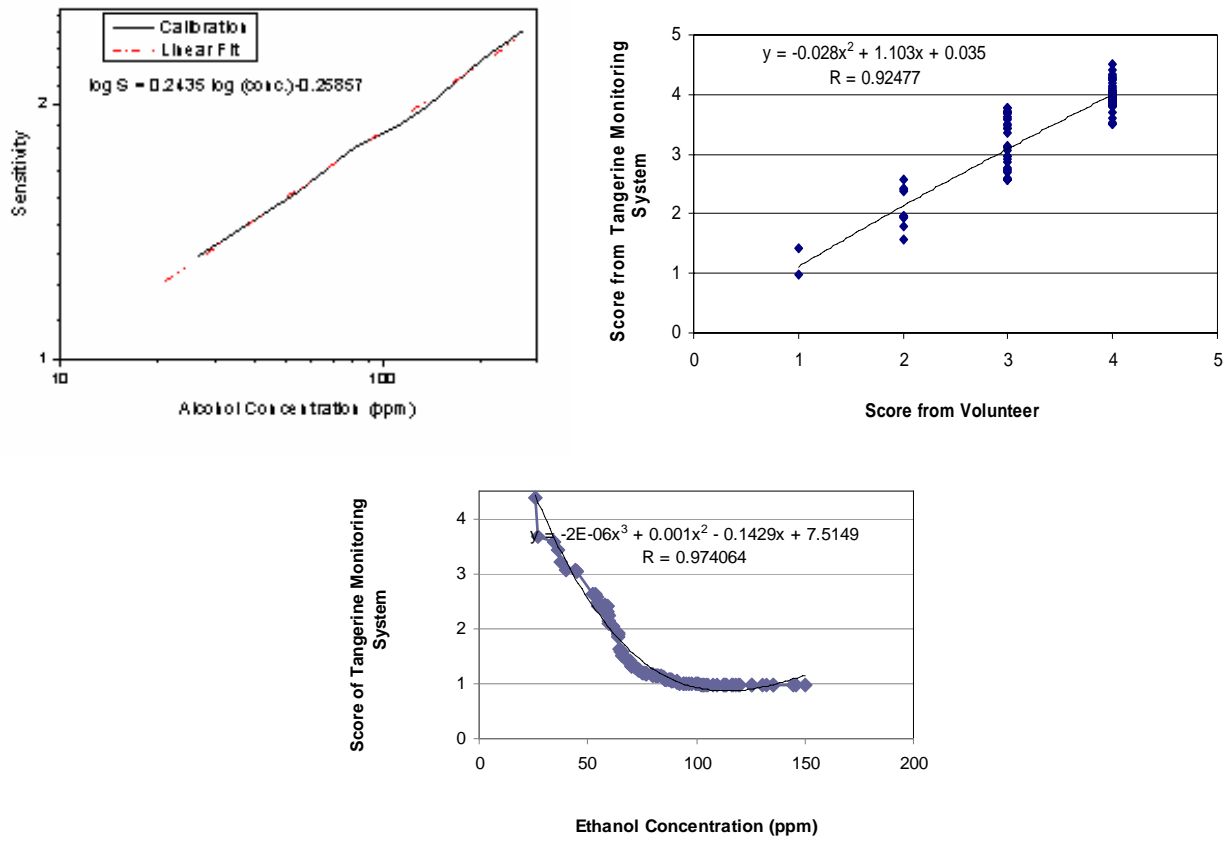 Calibration
Linear Fit
log S = 0.2435 log (conc.)-0.25857
2
1
Sensitivity
10
100
Alcohol Concentration (ppm)
y = -0.028x² + 1.103x + 0.035
R = 0.92477
5
4
3
2
1
0
Score from Tangerine Monitoring
System
0 1 2 3 4 5
Score from Volunteer
y = -2E-06x³ + 0.001x² - 0.1429x + 7.5149
R = 0.974064
4
3
2
1
0
Score of Tangerine Monitoring
System
0 50 100 150 200
Ethanol Concentration (ppm)